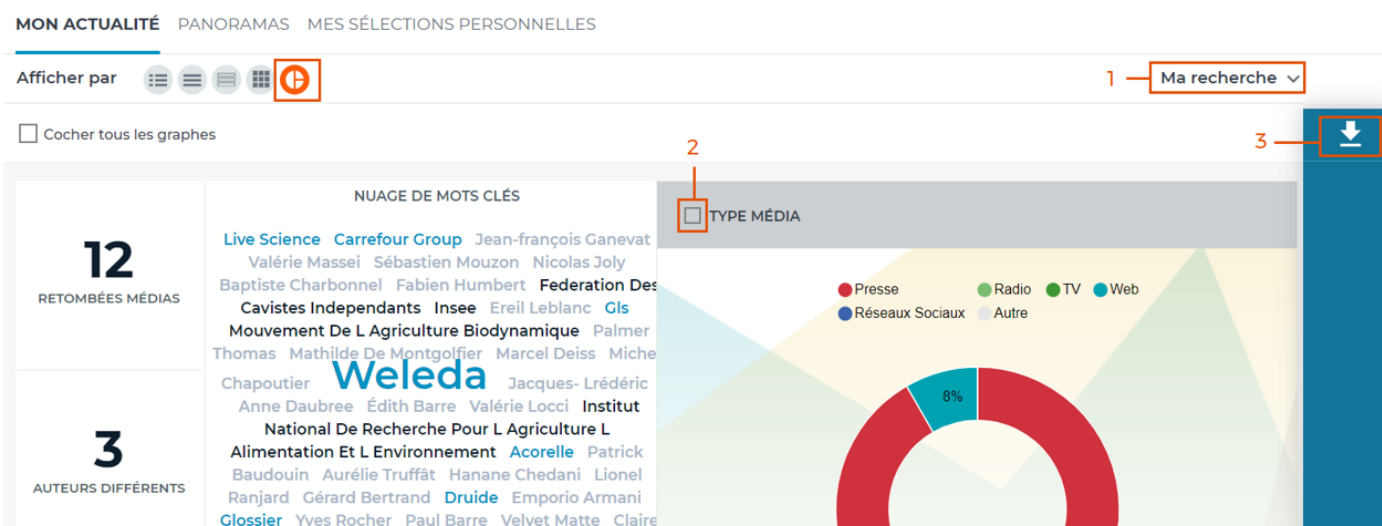 MON ACTUALITÉ PANORAMAS MES SÉLECTIONS PERSONNELLES
Afficher par
1 Ma recherche
Cocher tous les graphes
3
2
NUAGE DE MOTS CLÉS
TYPE MÉDIA
12
RETOMBÉES MÉDIAS
3
AUTEURS DIFFÉRENTS
Live Science Carrefour Group Jean-françois Ganevat
Valérie Massei Sébastien Mouzon Nicolas Joly
Baptiste Charbonnel Fabien Humbert Federation Des
Cavistes Independants Insee Ereil Leblanc Gls
Mouvement De L Agriculture Biodynamique Palmer
Thomas Mathilde De Montgolfier Marcel Deiss Miche
Chapoutier Weleda Jacques- Lrédéric
Anne Daubree Édith Barre Valérie Locci Institut
National De Recherche Pour L Agriculture L
Alimentation Et L Environnement Acorelle Patrick
Baudouin Aurélie Truffât Hanane Chedani Lionel
Ranjard Gérard Bertrand Druide Emporio Armani
Glossier Yves Rocher Paul Barre Velvet Matte Claire
Presse Radio TV Web
Réseaux Sociaux Autre
8%